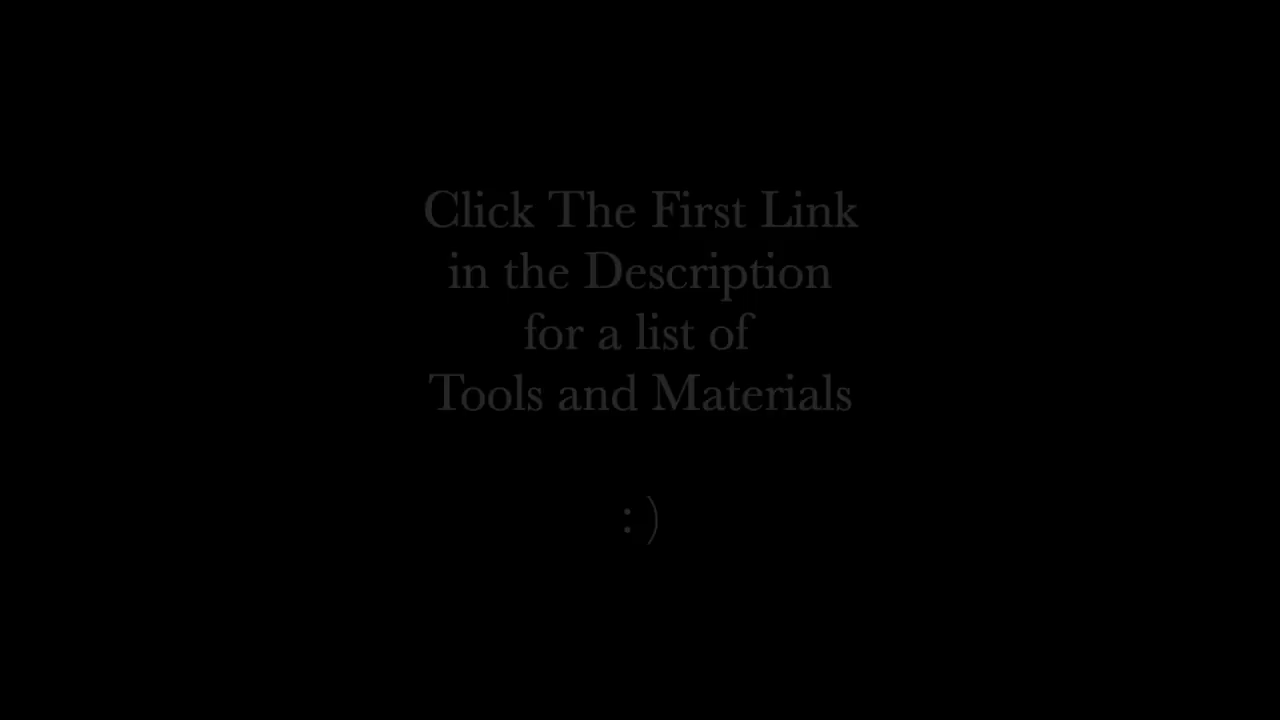 Click The First Link
in the Description
for a list of
Tools and Materials
: )